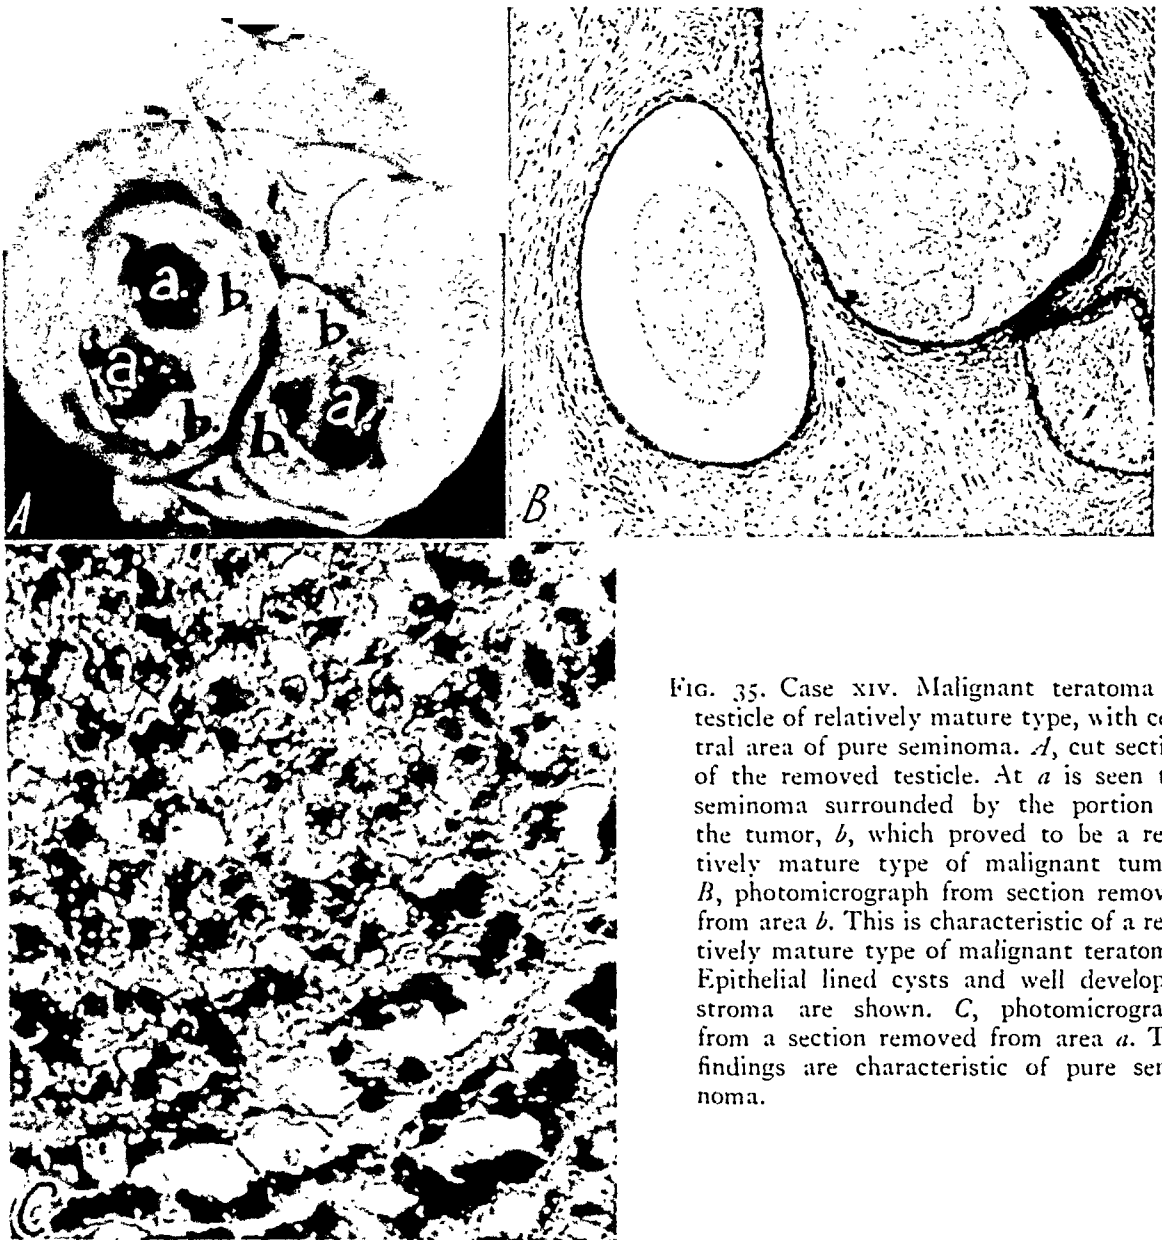 a.
b.
b.
a.
a.
b.
b.
A
B
C
FIG. 35. Case XIV. Malignant teratoma
testicle of relatively mature type, with
tral area of pure seminoma. A, cut
of the removed testicle. At a is seen
seminoma surrounded by the portion
the tumor, b, which proved to be a
tively mature type of malignant
B, photomicrograph from section
from area b. This is characteristic of a
tively mature type of malignant
Epithelial lined cysts and well
stroma are shown. C,
from a section removed from area a.
findings are characteristic of pure
noma.